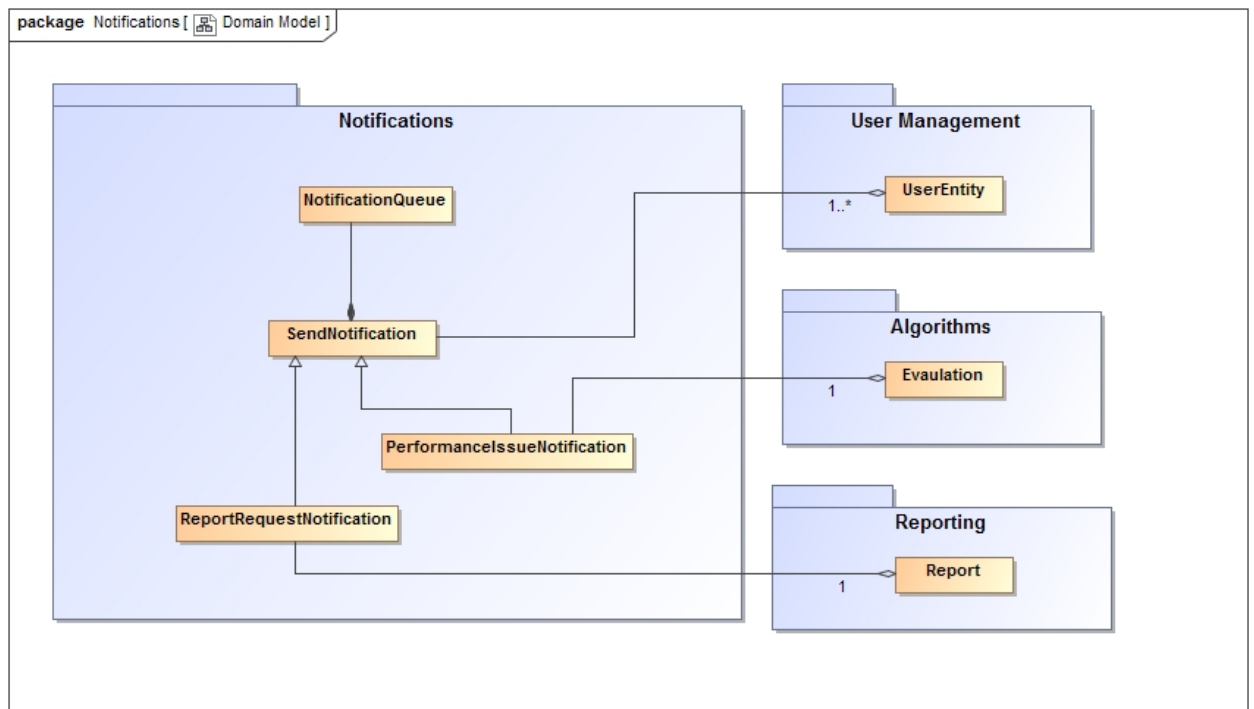 package Notifications [ Domain Model ]
Notifications
NotificationQueue
SendNotification
PerformanceIssueNotification
ReportRequestNotification
User Management
UserEntity
1..*
Algorithms
Evaulation
1
Reporting
Report
1